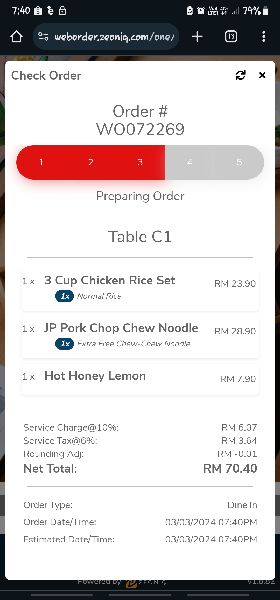 7:40
79%
weborder.zeoniq.com/one/
Check Order
Order #
WO072269
1 2 3 4 5
Preparing Order
Table C1
1 x 3 Cup Chicken Rice Set RM 23.90
1x Normal Rice
1 x JP Pork Chop Chew Noodle RM 28.90
1x Extra Free Chew-Chew Noodle
1 x Hot Honey Lemon RM 7.90
Service Charge@10%: RM 6.07
Service Tax@6%: RM 3.64
Rounding Adj: RM -0.01
Net Total: RM 70.40
Order Type: Dine In
Order Date/Time: 03/03/2024 07:40PM
Estimated Date/Time: 03/03/2024 07:40PM
Powered by ZEONIQ